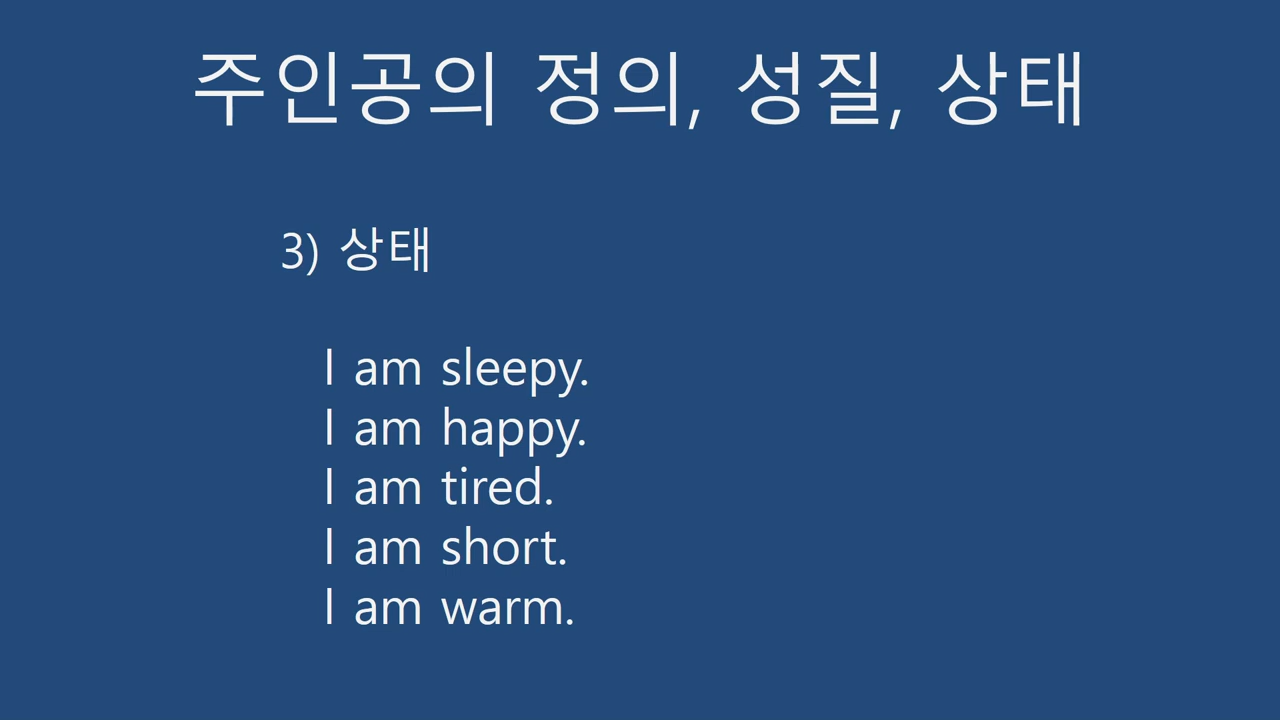 주인공의 정의, 성질, 상태
3) 상태
I am sleepy.
I am happy.
I am tired.
I am short.
I am warm.